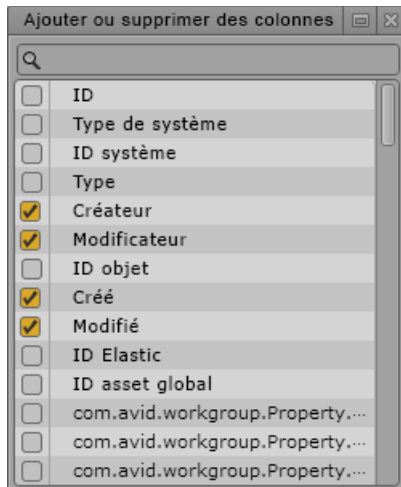 Ajouter ou supprimer des colonnes
ID
Type de système
ID système
Type
Créateur
Modificateur
ID objet
Créé
Modifié
ID Elastic
ID asset global
com.avid.workgroup.Property.···
com.avid.workgroup.Property.···
com.avid.workgroup.Property.···